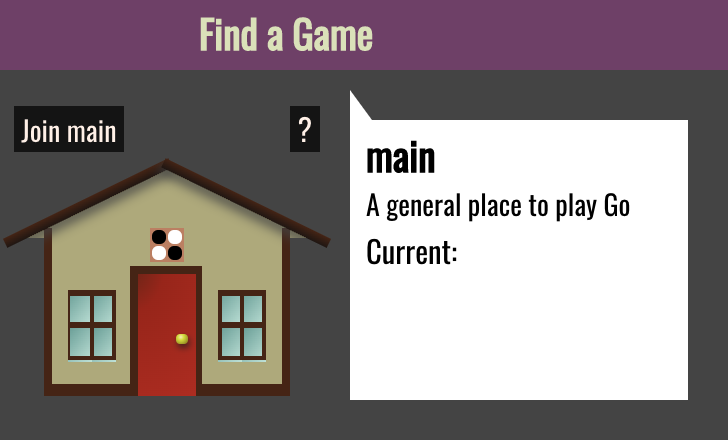 Find a Game
Join main
?
main
A general place to play Go
Current: